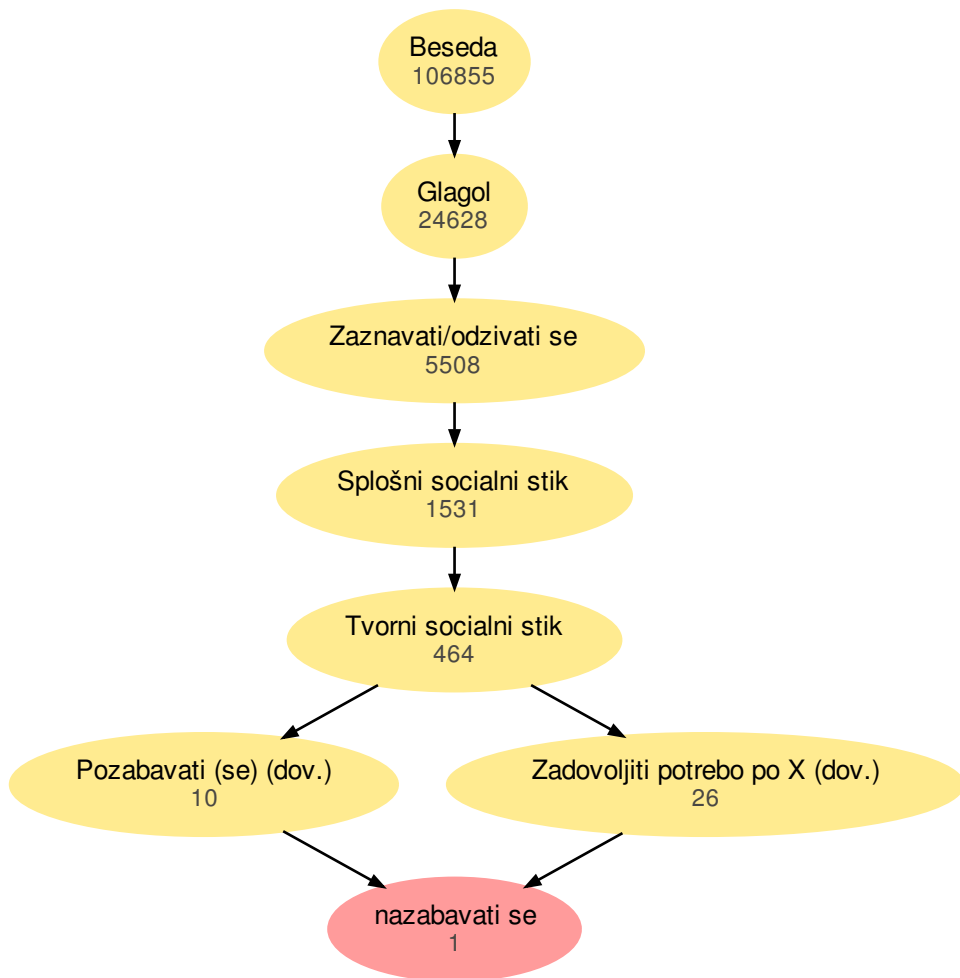 Beseda
106855
Glagol
24628
Zaznavati/odzivati se
5508
Splošni socialni stik
1531
Tvorni socialni stik
464
Pozabavati (se) (dov.)
10
Zadovoljiti potrebo po X (dov.)
26
nazabavati se
1